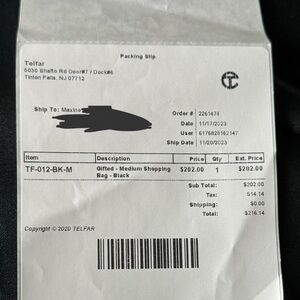 Packing Slip
Telfar
5030 Shafto Rd Door#7 / Dock#6
Tinton Falls, NJ 07712
Ship To: Maxine
Order # 2261474
Date 11/17/2023
User 6176828162147
Ship Date 11/20/2023
Item Description Price Qty Ext. Price
TF-012-BK-M Gifted - Medium Shopping Bag - Black $202.00 1 $202.00
Sub Total: $202.00
Tax: $14.14
Shipping: $0.00
Total: $216.14
Copyright © 2020 TELFAR